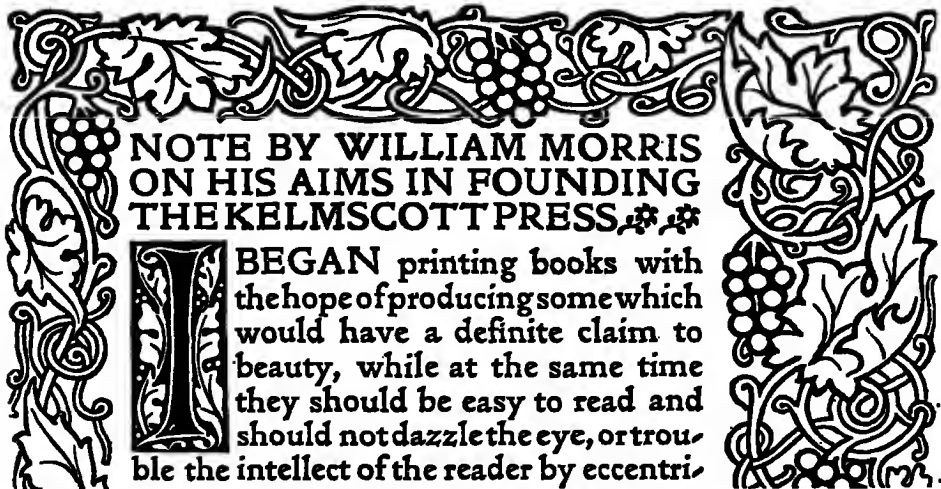 NOTE BY WILLIAM MORRIS
ON HIS AIMS IN FOUNDING
THE KELMSCOTT PRESS
I BEGAN printing books with
the hope of producing some which
would have a definite claim to
beauty, while at the same time
they should be easy to read and
should not dazzle the eye, or trou-
ble the intellect of the reader by eccentri-